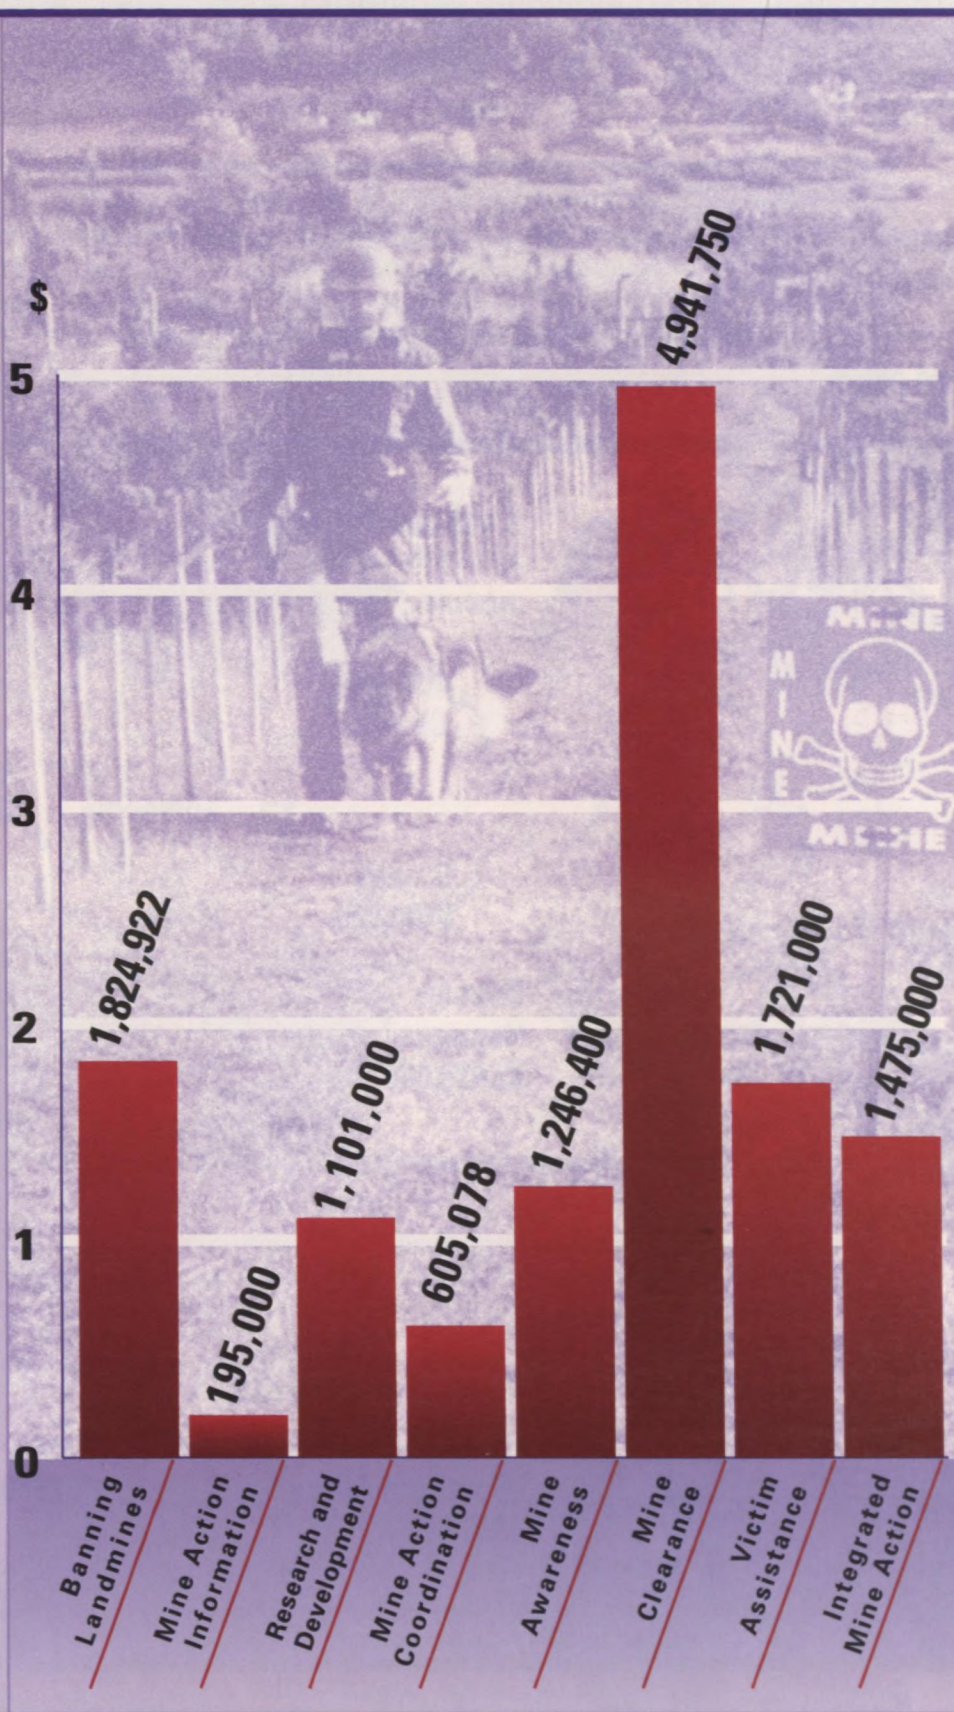 $
5
4
3
2
1
0
1,824,922
195,000
1,101,000
605,078
1,246,400
4,941,750
1,721,000
1,475,000
MINE
MINE
Banning
Landmines
Mine Action
Information
Research and
Development
Mine Action
Coordination
Mine
Awareness
Mine
Clearance
Victim
Assistance
Integrated
Mine Action